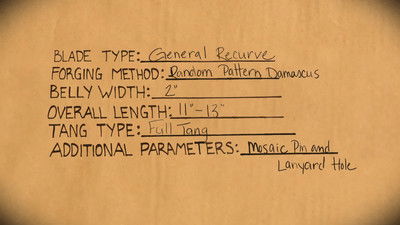 BLADE TYPE: General Recurve
FORGING METHOD: Random Pattern Damascus
BELLY WIDTH: 2"
OVERALL LENGTH: 11"-13"
TANG TYPE: Full Tang
ADDITIONAL PARAMETERS: Mosaic Pin and
Lanyard Hole